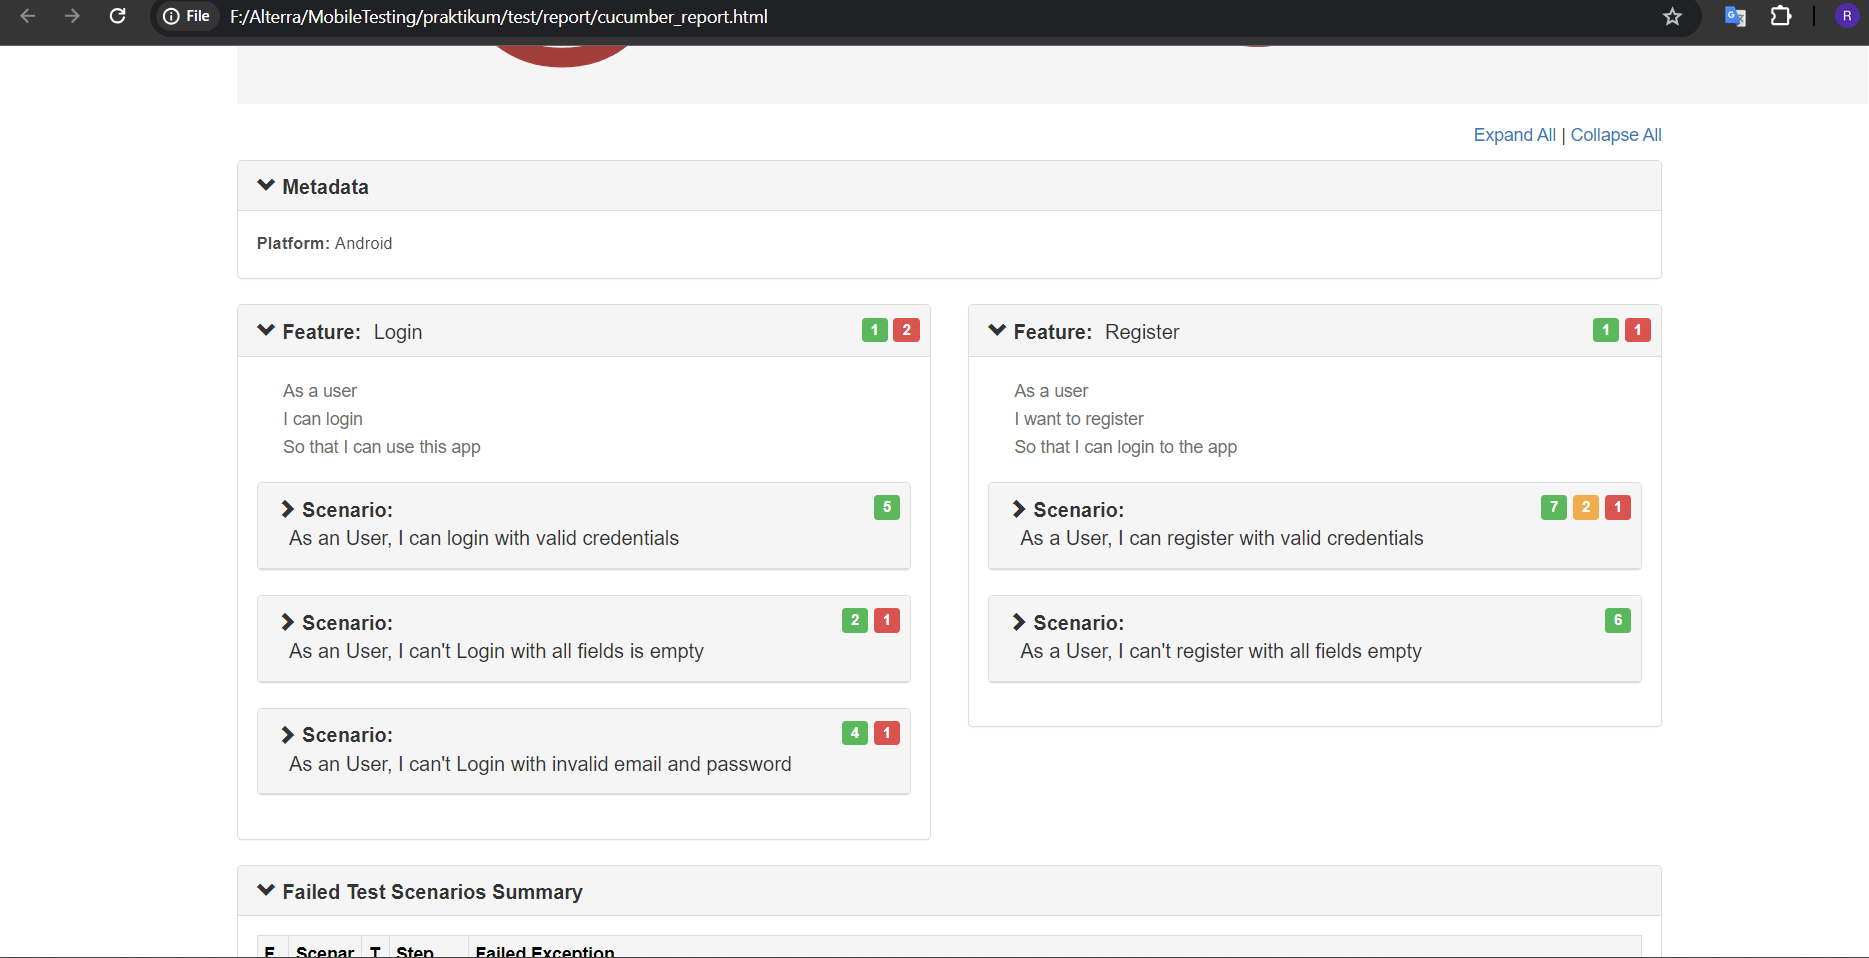 File F:/Alterra/MobileTesting/praktikum/test/report/cucumber_report.html R
Expand All | Collapse All
Metadata
Platform: Android
Feature: Login 1 2
As a user
I can login
So that I can use this app
Scenario: 5
As an User, I can login with valid credentials
Scenario: 2 1
As an User, I can't Login with all fields is empty
Scenario: 4 1
As an User, I can't Login with invalid email and password
Feature: Register 1 1
As a user
I want to register
So that I can login to the app
Scenario: 7 2 1
As a User, I can register with valid credentials
Scenario: 6
As a User, I can't register with all fields empty
Failed Test Scenarios Summary
F Scenar T Step Failed Exception